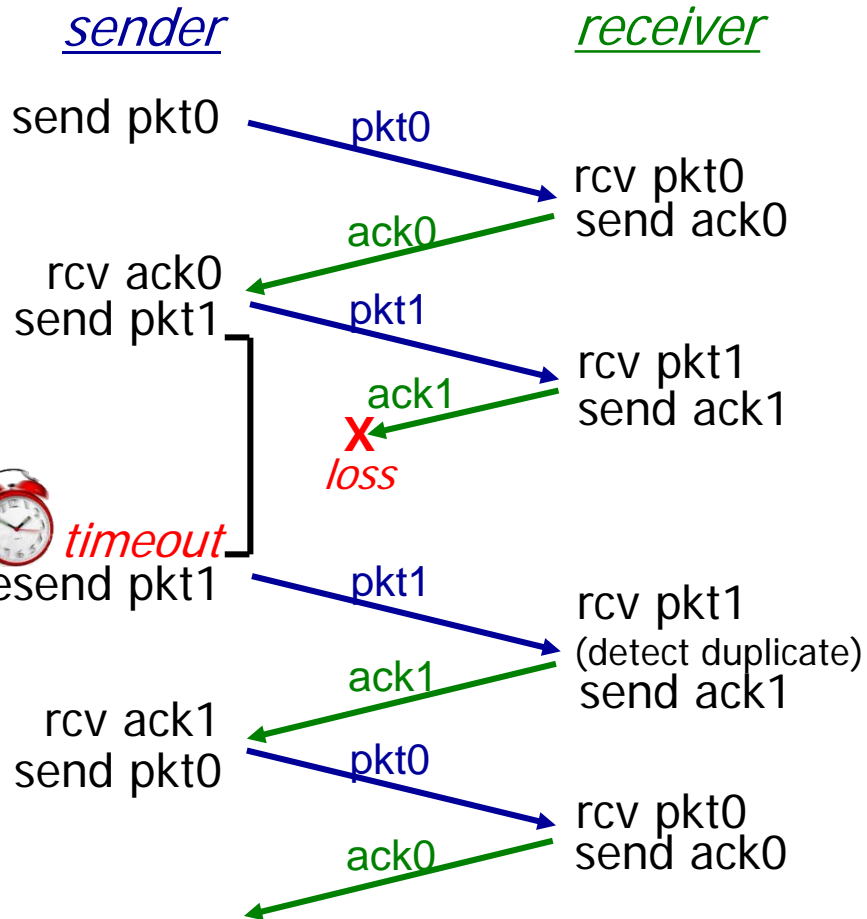 sender
receiver
send pkt0
pkt0
rcv pkt0
send ack0
ack0
rcv ack0
send pkt1
pkt1
rcv pkt1
send ack1
ack1
X
loss
timeout
esend pkt1
pkt1
rcv pkt1
(detect duplicate)
send ack1
ack1
rcv ack1
send pkt0
pkt0
rcv pkt0
send ack0
ack0